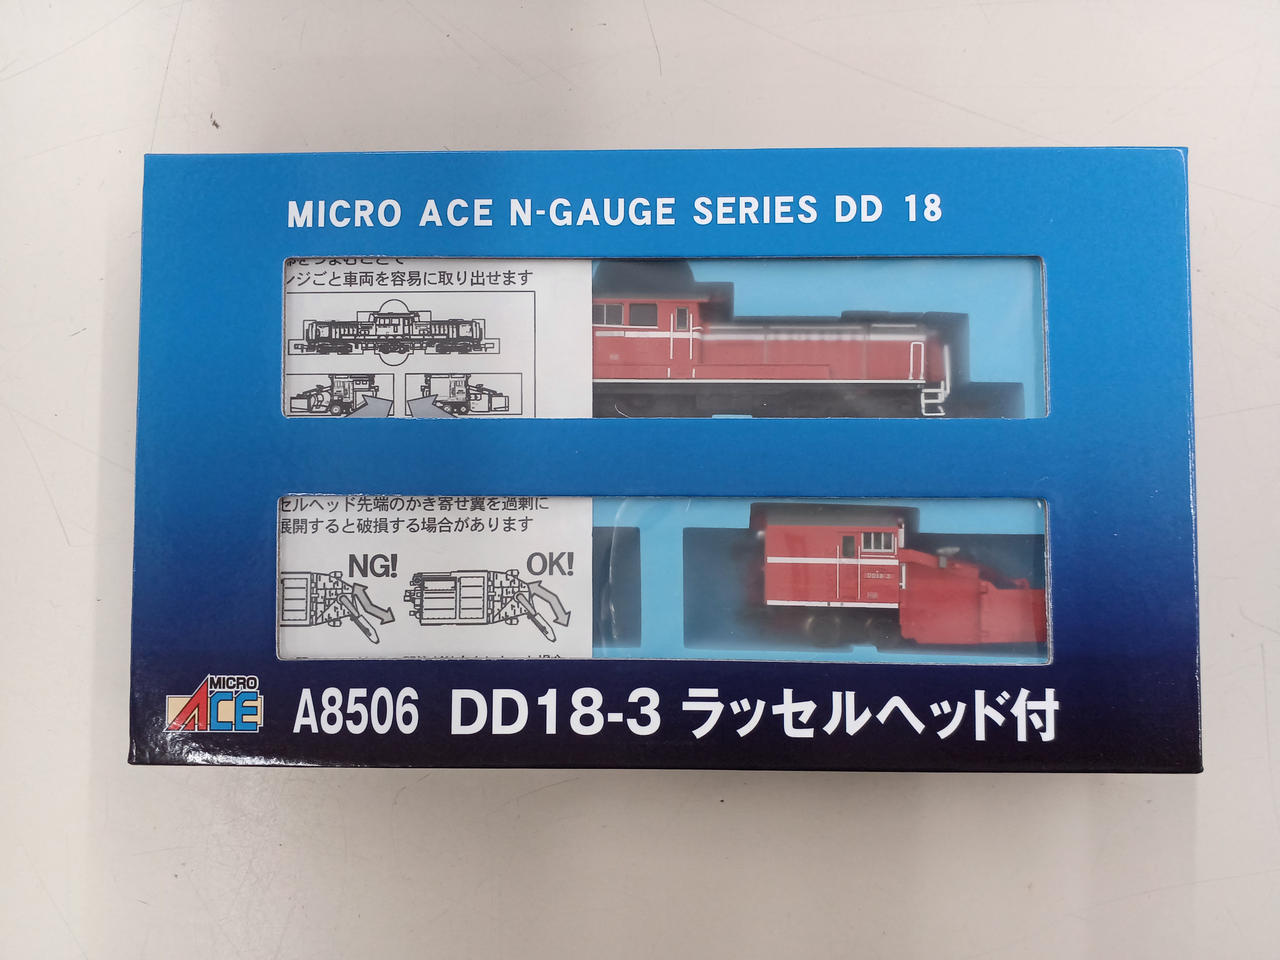 MICRO ACE N-GAUGE SERIES DD 18
ンジごと車両を容易に取り出せます
セルヘッド先端のかき寄せ翼を過剰に
展開すると破損する場合があります
NG!
OK!
DD18 3
MICRO
ACE
A8506 DD18-3 ラッセルヘッド付